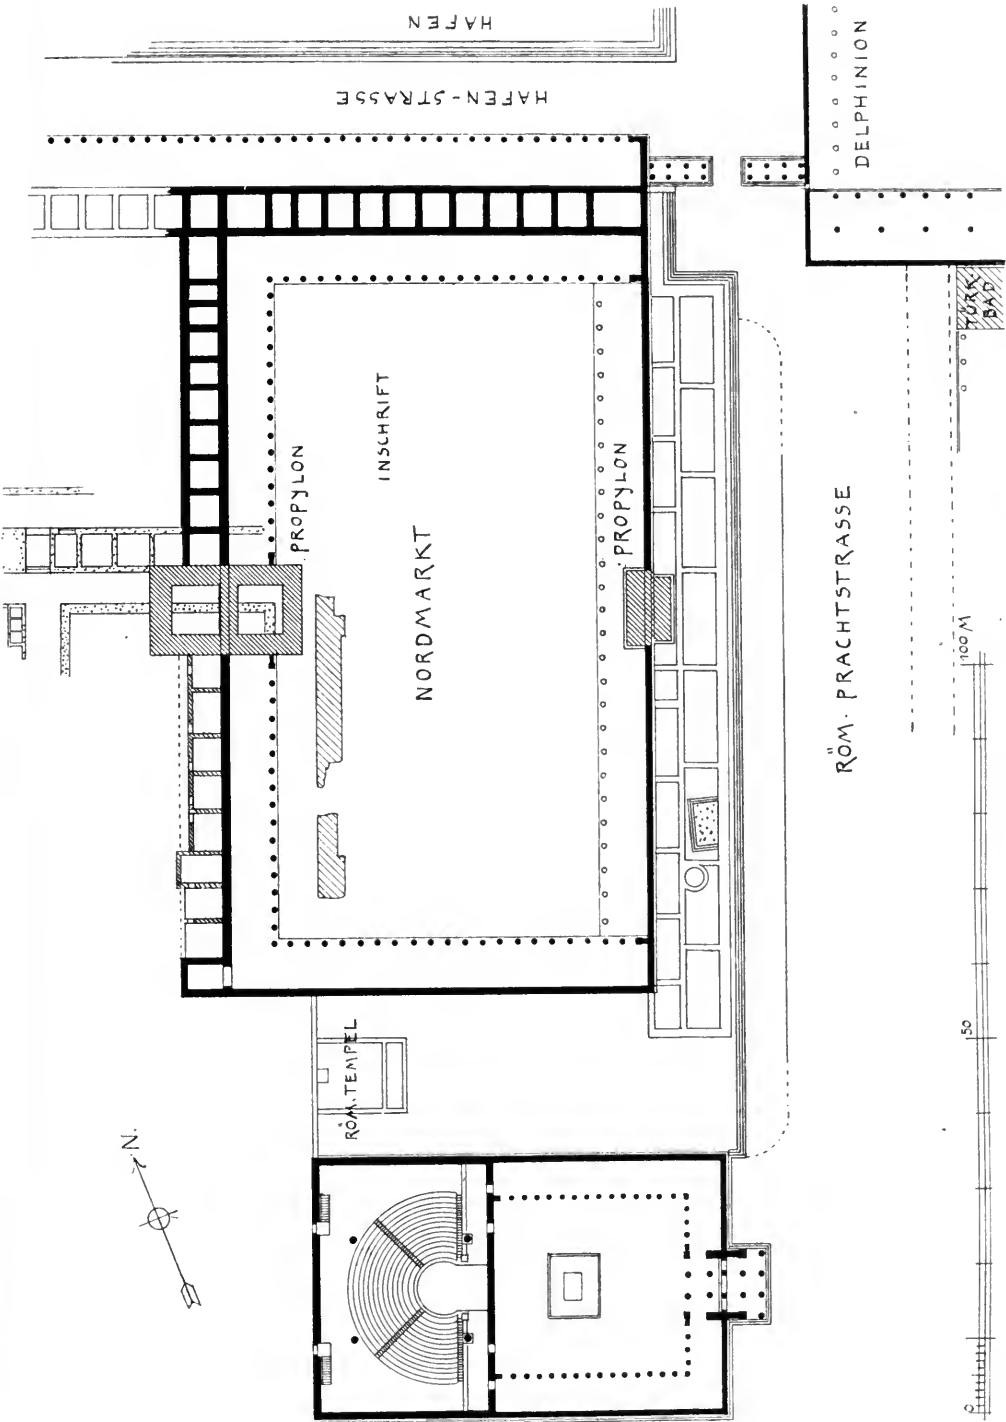 HAFEN
HAFEN-STRASSE
DELPHINION
TÜRK.
BAD
INSCHRIFT
PROPYLON
PROPYLON
NORDMARKT
RÖM. PRACHTSTRASSE
RÖM. TEMPEL
N.
0
50
100 M